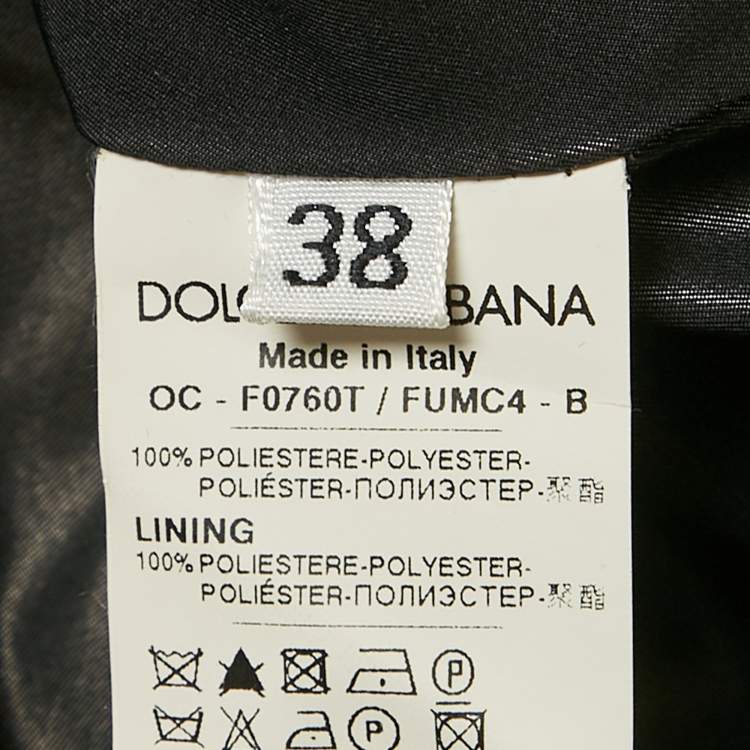 38
DOL BANA
Made in Italy
OC - F0760T / FUMC4 - B
100% POLIESTERE-POLYESTER-
POLIÉSTER-ПОЛИЭСТЕР-聚酯
LINING
100% POLIESTERE-POLYESTER-
POLIÉSTER-ПОЛИЭСТЕР-聚酯
P
P